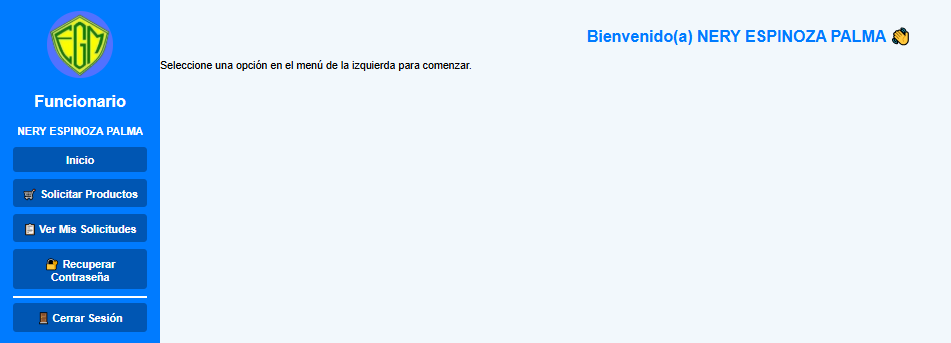 EGM
Funcionario
NERY ESPINOZA PALMA
Inicio
🛒 Solicitar Productos
📋 Ver Mis Solicitudes
🔐 Recuperar
Contraseña
🚪 Cerrar Sesión
Bienvenido(a) NERY ESPINOZA PALMA 👋
Seleccione una opción en el menú de la izquierda para comenzar.